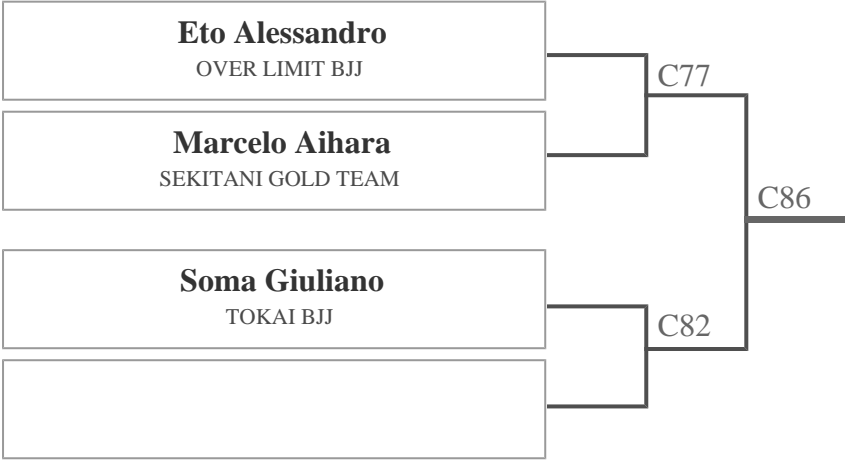 Eto Alessandro
OVER LIMIT BJJ
C77
Marcelo Aihara
SEKITANI GOLD TEAM
C86
Soma Giuliano
TOKAI BJJ
C82